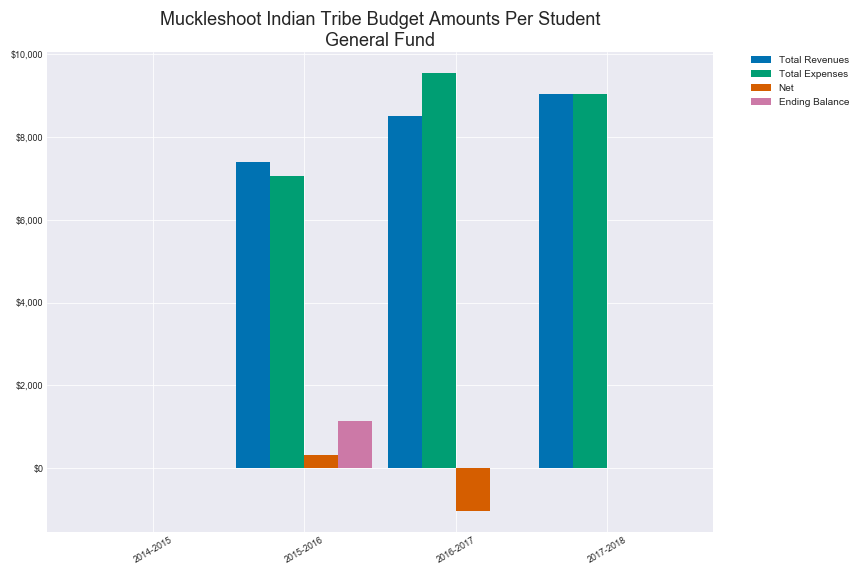 Muckleshoot Indian Tribe Budget Amounts Per Student
General Fund
Total Revenues
Total Expenses
Net
Ending Balance
$10,000
$8,000
$6,000
$4,000
$2,000
$0
2014-2015
2015-2016
2016-2017
2017-2018